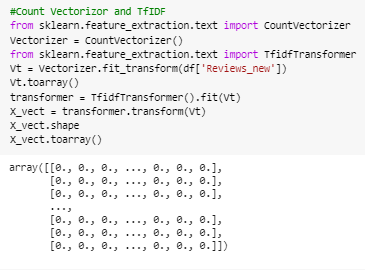 #Count Vectorizor and TfIDF
from sklearn.feature_extraction.text import CountVectorizer
Vectorizer = CountVectorizer()
from sklearn.feature_extraction.text import TfidfTransformer
Vt = Vectorizer.fit_transform(df['Reviews_new'])
Vt.toarray()
transformer = TfidfTransformer().fit(Vt)
X_vect = transformer.transform(Vt)
X_vect.shape
X_vect.toarray()
array([[0., 0., 0., ..., 0., 0., 0.],
[0., 0., 0., ..., 0., 0., 0.],
[0., 0., 0., ..., 0., 0., 0.],
...,
[0., 0., 0., ..., 0., 0., 0.],
[0., 0., 0., ..., 0., 0., 0.],
[0., 0., 0., ..., 0., 0., 0.]])